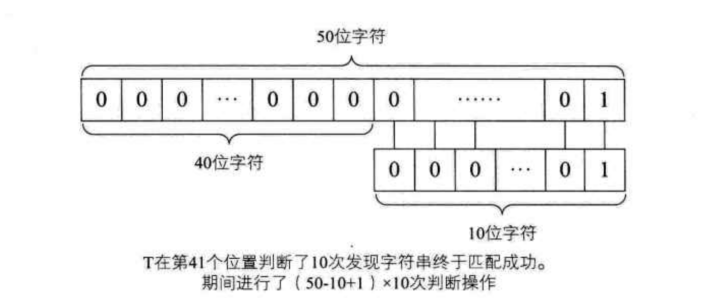 50位字符
0 0 0 … 0 0 0 0 …… 0 1
40位字符
0 0 0 … 0 1
10位字符
T在第41个位置判断了10次发现字符串终于匹配成功。
期间进行了（50-10+1）×10次判断操作